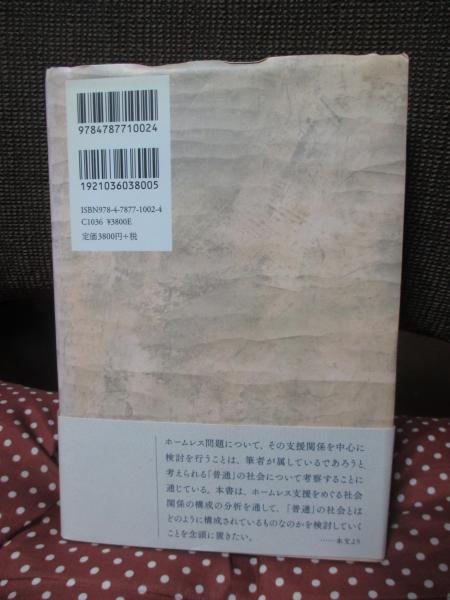 9784787710024
1921036038005
ISBN978-4-7877-1002-4
C1036 ¥3800E
定価3800円+税
ホームレス問題について、その支援関係を中心に
検討を行うことは、筆者が属しているであろうと
考えられる「普通」の社会について考察することに
通じている。本書は、ホームレス支援をめぐる社会
関係の構成の分析を通して、「普通」の社会とは
どのように構成されているものなのかを検討していく
ことを念頭に置きたい。
……本文より